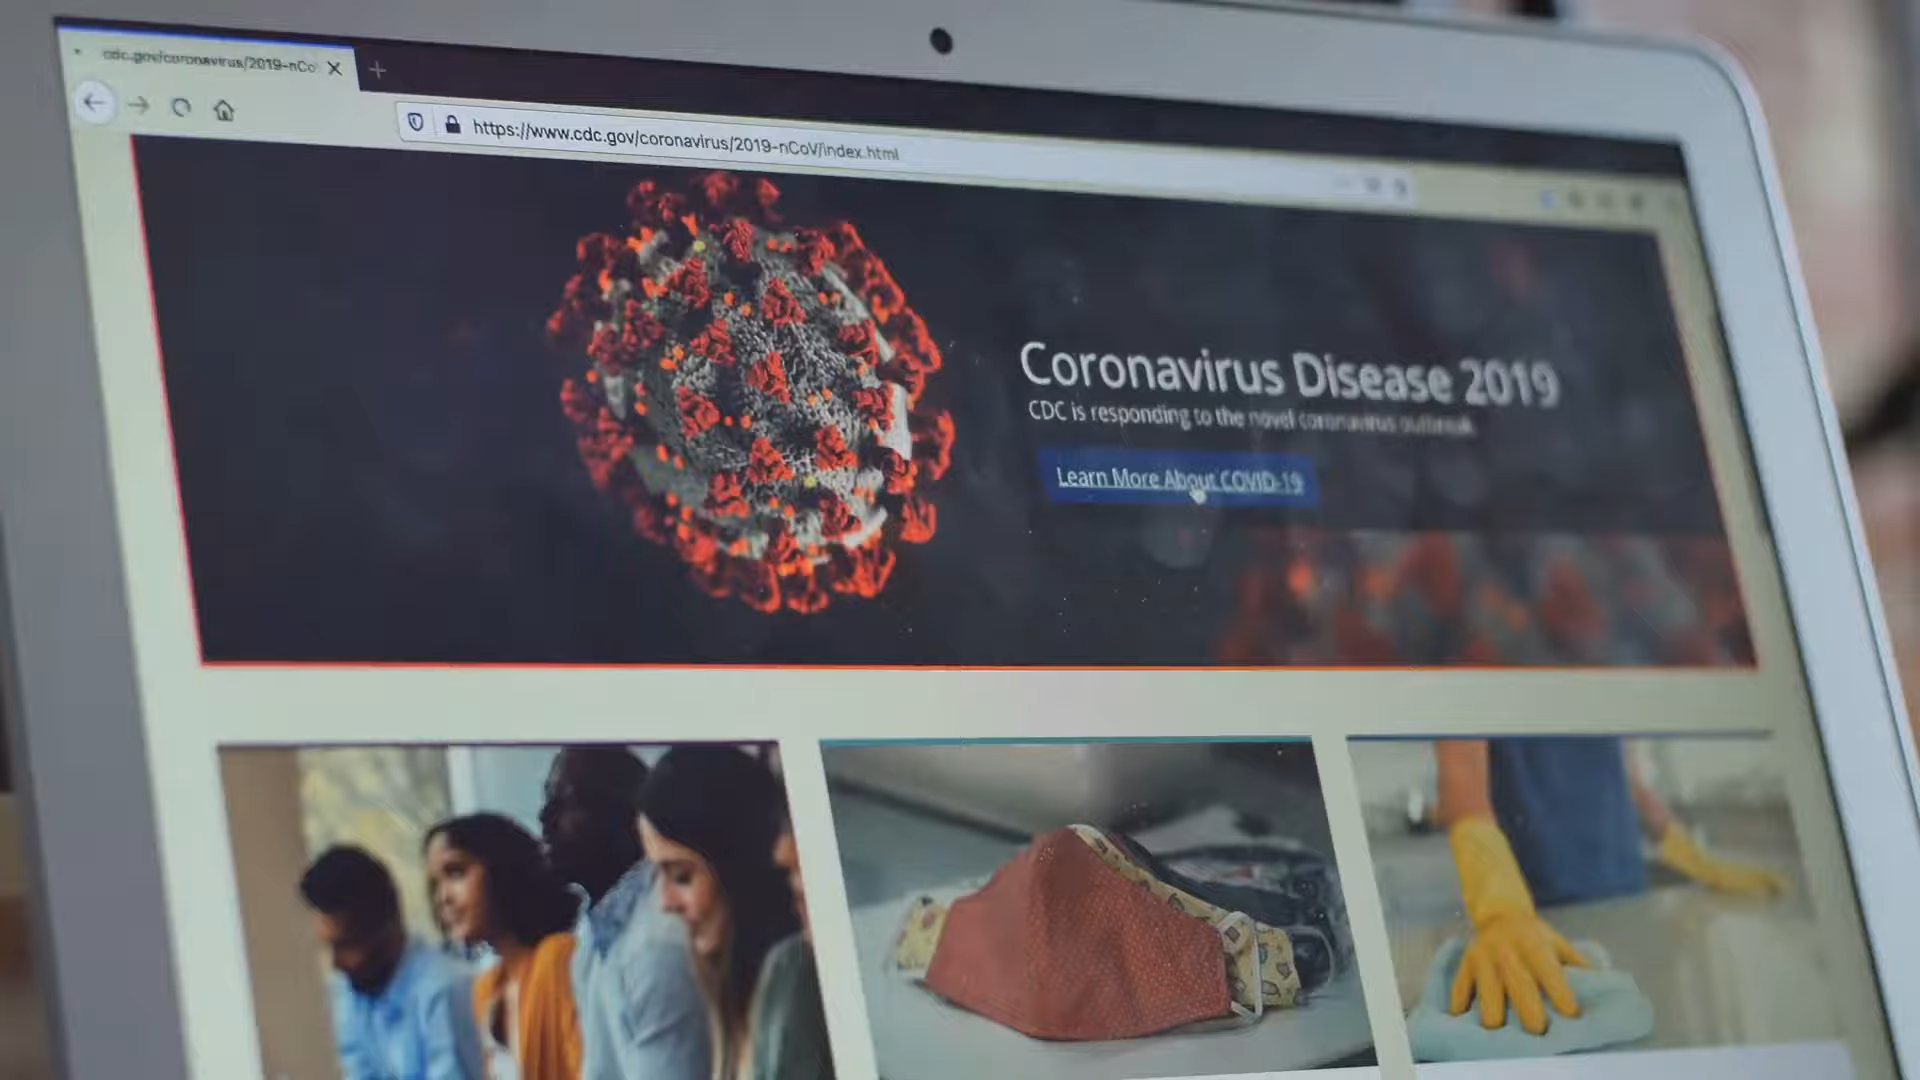 cdc.gov/coronavirus/2019-nCo
https://www.cdc.gov/coronavirus/2019-nCoV/index.html
Coronavirus Disease 2019
CDC is responding to the novel coronavirus outbreak
Learn More About COVID-19